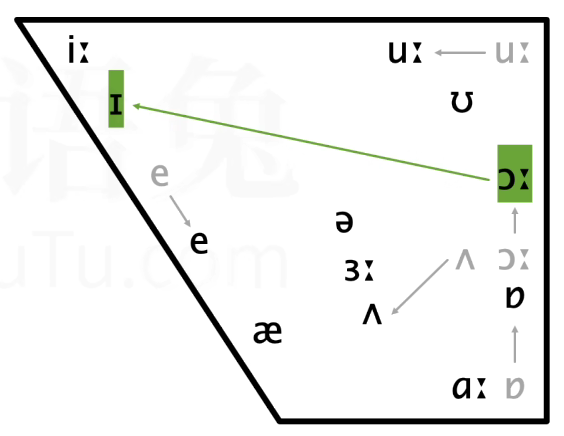 iː uː uː
ɪ ʊ
e ɔː
e ə
ɜː ʌ ɔː
ʌ ɒ
æ
ɑː ɒ